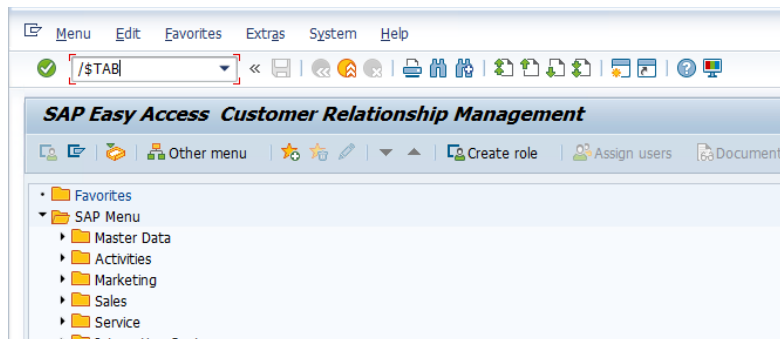 Menu Edit Favorites Extras System Help
/$TAB
SAP Easy Access Customer Relationship Management
Other menu Create role Assign users Document
Favorites
SAP Menu
Master Data
Activities
Marketing
Sales
Service